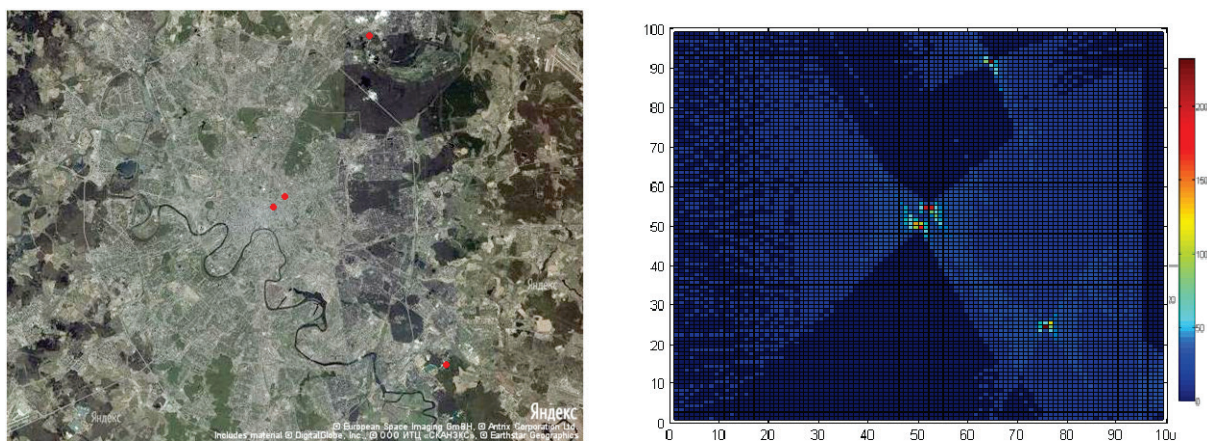 Яндекс
Яндекс
Яндекс
© European Space Imaging GmBH, © Antrix Corporation Ltd
Includes material © DigitalGlobe, Inc., © ООО ИТЦ «СКАНЭКС», © Earthstar Geographics
100
90
80
70
60
50
40
30
20
10
0
0 10 20 30 40 50 60 70 80 90 100
200
150
100
50
0